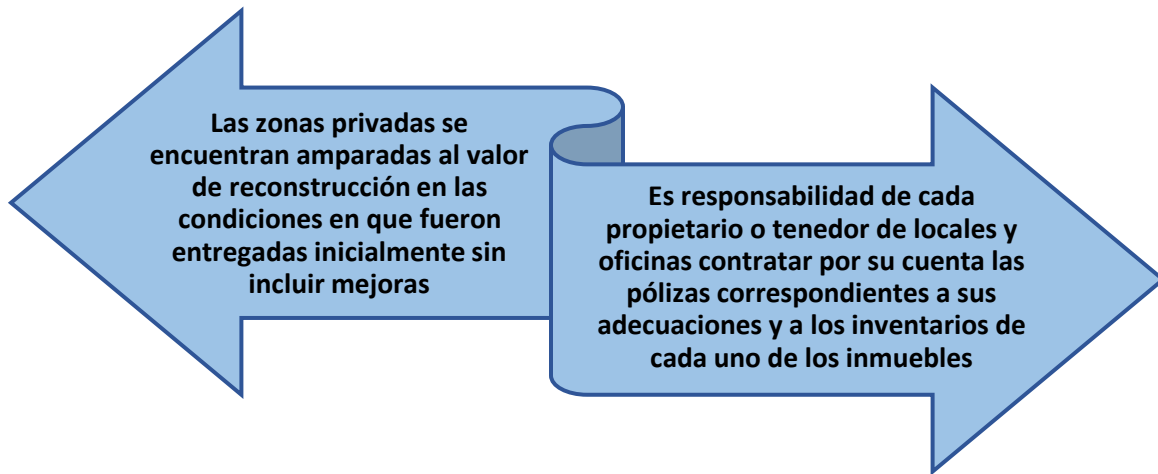 Las zonas privadas se
encuentran amparadas al valor
de reconstrucción en las
condiciones en que fueron
entregadas inicialmente sin
incluir mejoras
Es responsabilidad de cada
propietario o tenedor de locales y
oficinas contratar por su cuenta las
pólizas correspondientes a sus
adecuaciones y a los inventarios de
cada uno de los inmuebles